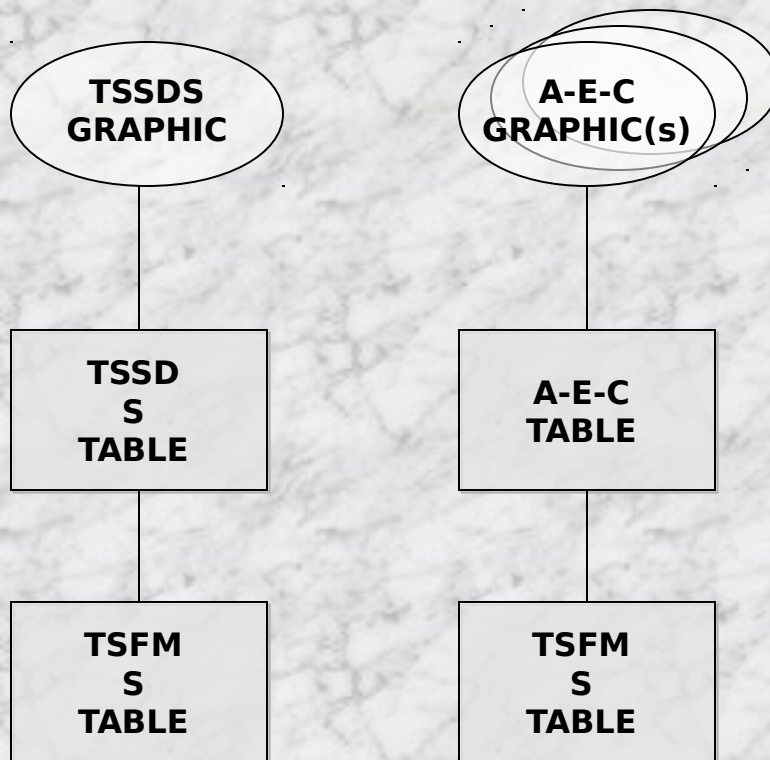 TSSDS
GRAPHIC
A-E-C
GRAPHIC(s)
TSSD
S
TABLE
A-E-C
TABLE
TSFM
S
TABLE
TSFM
S
TABLE